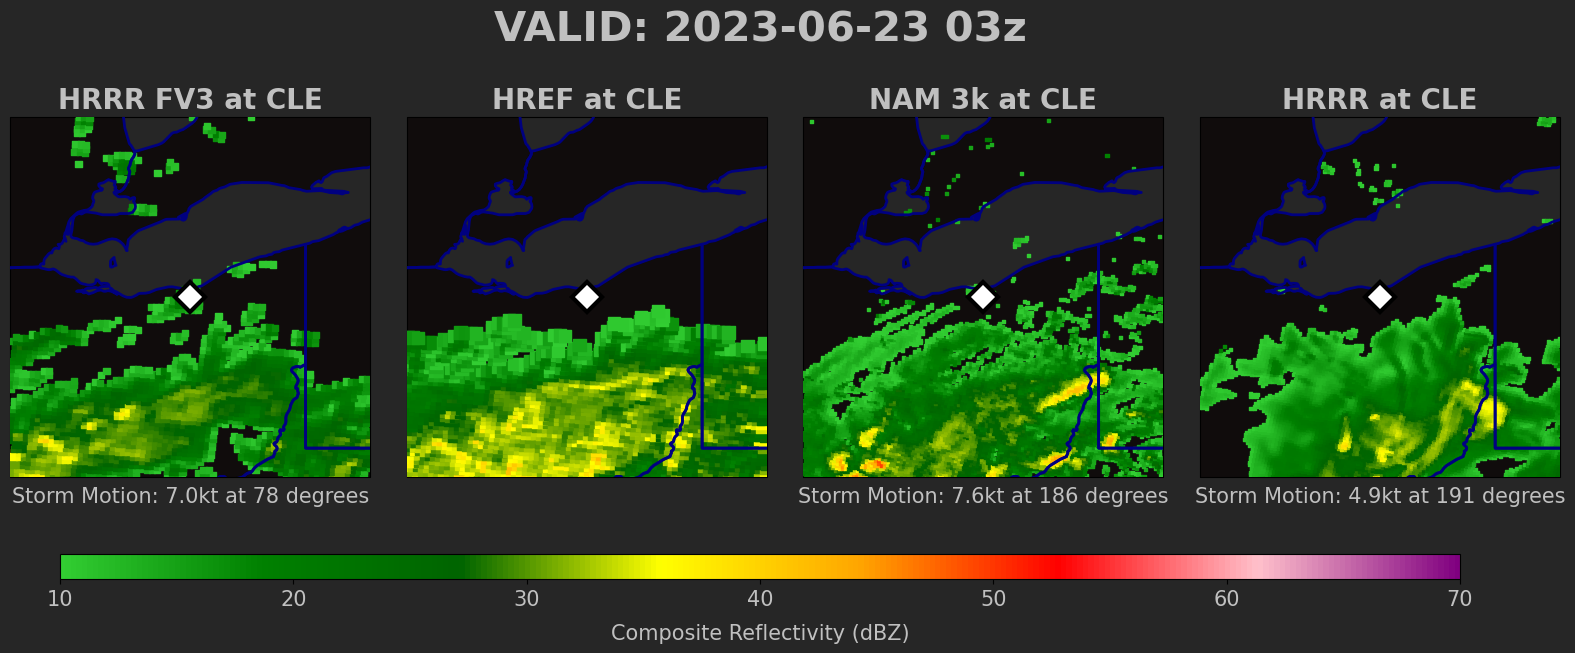 VALID: 2023-06-23 03z
HRRR FV3 at CLE
HREF at CLE
NAM 3k at CLE
HRRR at CLE
Storm Motion: 7.0kt at 78 degrees
Storm Motion: 7.6kt at 186 degrees
Storm Motion: 4.9kt at 191 degrees
10 20 30 40 50 60 70
Composite Reflectivity (dBZ)